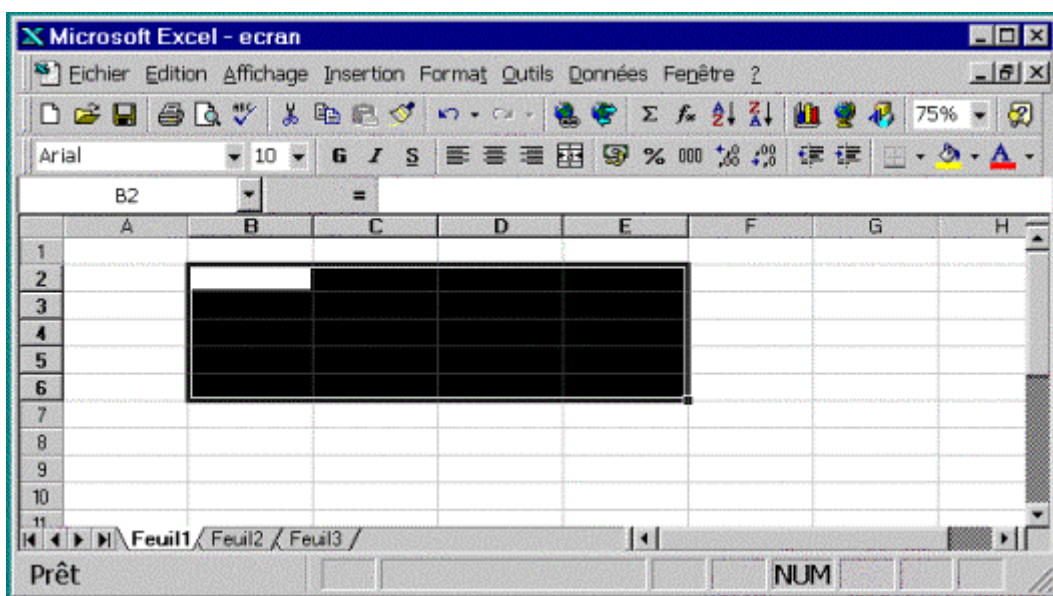 Microsoft Excel - ecran
Fichier Edition Affichage Insertion Format Outils Données Fenêtre ?
75%
Arial 10 G I S % 000
B2 =
A B C D E F G H
1
2
3
4
5
6
7
8
9
10
11
Feuil1 Feuil2 Feuil3
Prêt NUM